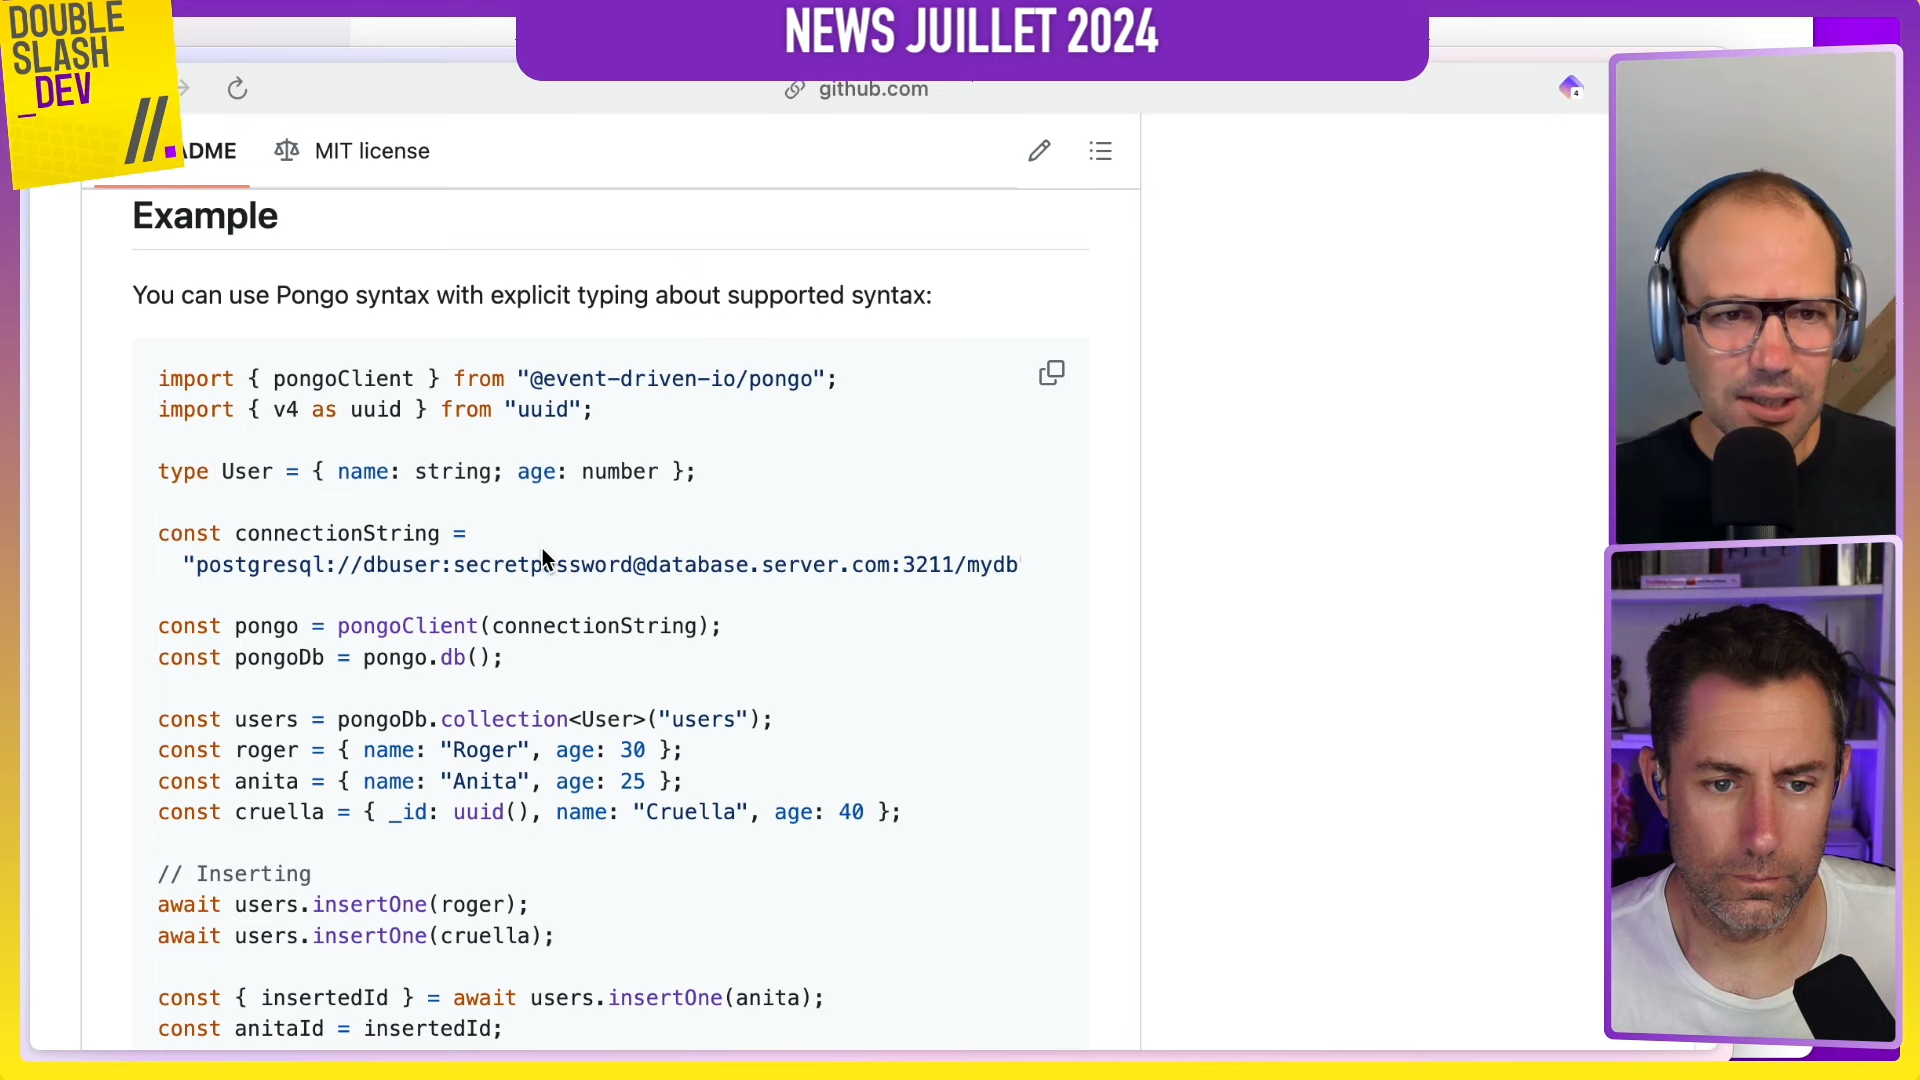 DOUBLE
SLASH
_DEV
//.
NEWS JUILLET 2024
github.com
4
ADME
MIT license
Example
You can use Pongo syntax with explicit typing about supported syntax:
import { pongoClient } from "@event-driven-io/pongo";
import { v4 as uuid } from "uuid";
type User = { name: string; age: number };
const connectionString =
"postgresql://dbuser:secretpassword@database.server.com:3211/mydb"
const pongo = pongoClient(connectionString);
const pongoDb = pongo.db();
const users = pongoDb.collection<User>("users");
const roger = { name: "Roger", age: 30 };
const anita = { name: "Anita", age: 25 };
const cruella = { _id: uuid(), name: "Cruella", age: 40 };
// Inserting
await users.insertOne(roger);
await users.insertOne(cruella);
const { insertedId } = await users.insertOne(anita);
const anitaId = insertedId;